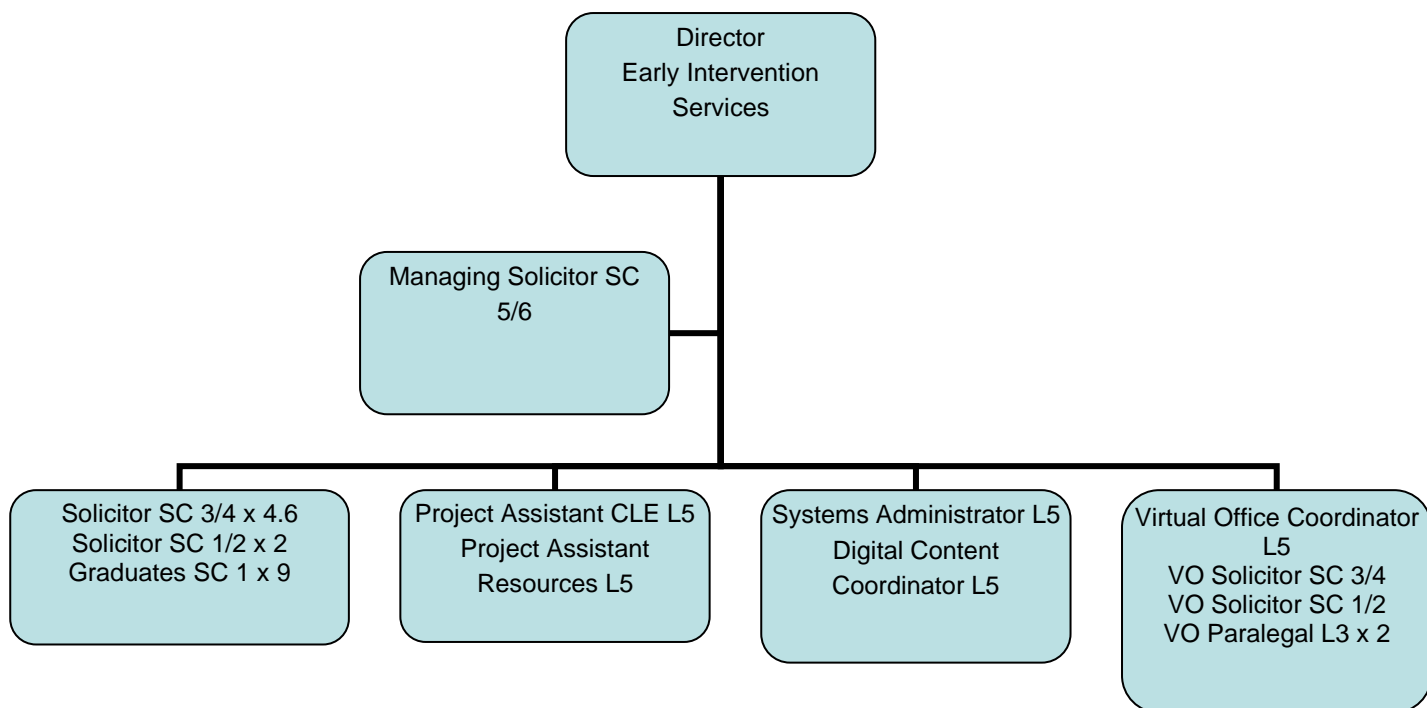 Director
Early Intervention
Services
Managing Solicitor SC
5/6
Solicitor SC 3/4 x 4.6
Solicitor SC 1/2 x 2
Graduates SC 1 x 9
Project Assistant CLE L5
Project Assistant
Resources L5
Systems Administrator L5
Digital Content
Coordinator L5
Virtual Office Coordinator
L5
VO Solicitor SC 3/4
VO Solicitor SC 1/2
VO Paralegal L3 x 2